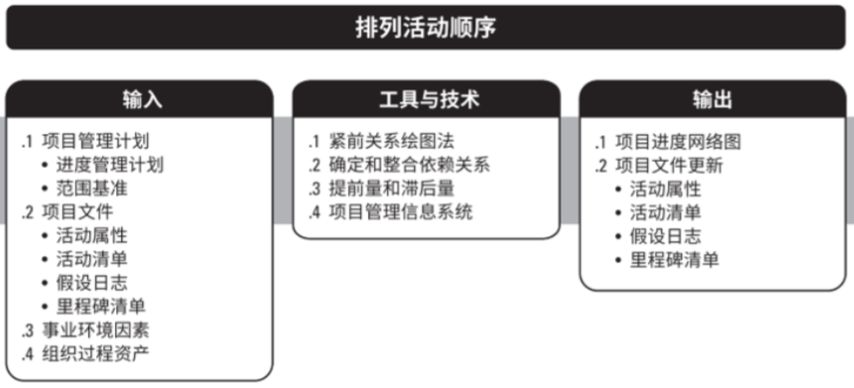 排列活动顺序
输入
.1 项目管理计划
• 进度管理计划
• 范围基准
.2 项目文件
• 活动属性
• 活动清单
• 假设日志
• 里程碑清单
.3 事业环境因素
.4 组织过程资产
工具与技术
.1 紧前关系绘图法
.2 确定和整合依赖关系
.3 提前量和滞后量
.4 项目管理信息系统
输出
.1 项目进度网络图
.2 项目文件更新
• 活动属性
• 活动清单
• 假设日志
• 里程碑清单